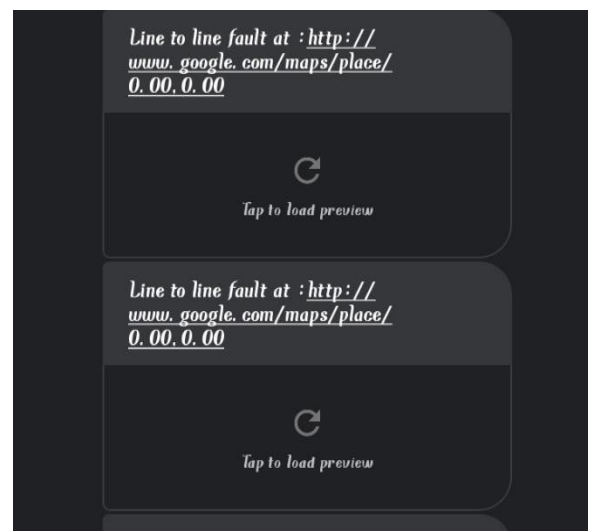 Line to line fault at : http://
www.google.com/maps/place/
0.00,0.00
Tap to load preview
Line to line fault at : http://
www.google.com/maps/place/
0.00,0.00
Tap to load preview